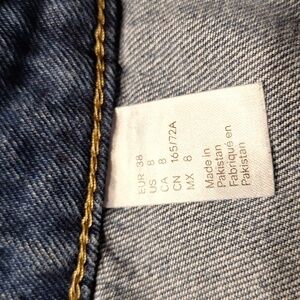 EUR 38
US 8
CA 8
CN 165/72A
MX 8
Made in
Pakistan
Fabriqué en
Pakistan